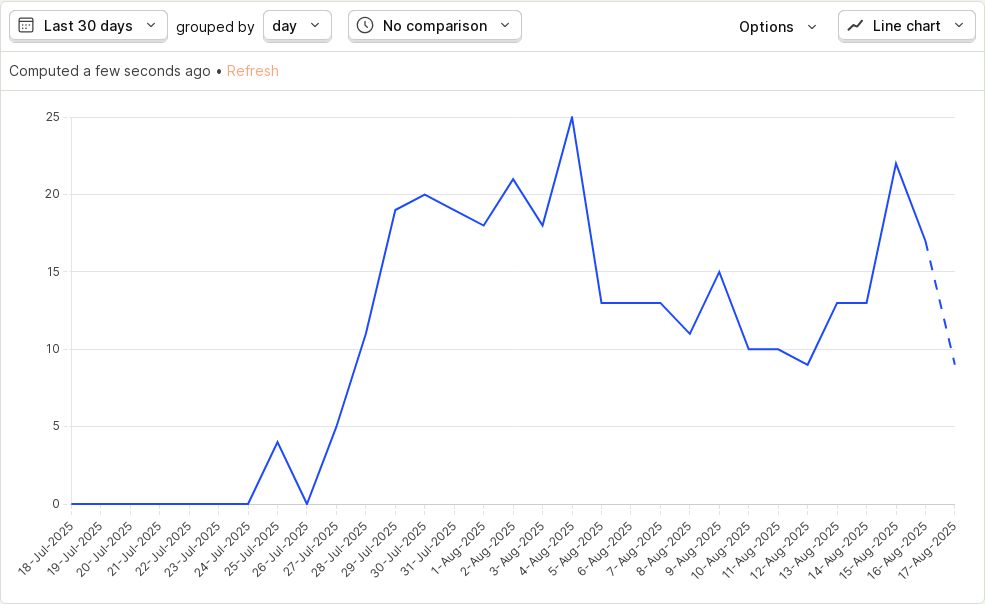 Last 30 days grouped by day No comparison Options Line chart
Computed a few seconds ago • Refresh
25
20
15
10
5
0
18-Jul-2025
19-Jul-2025
20-Jul-2025
21-Jul-2025
22-Jul-2025
23-Jul-2025
24-Jul-2025
25-Jul-2025
26-Jul-2025
27-Jul-2025
28-Jul-2025
29-Jul-2025
30-Jul-2025
31-Jul-2025
1-Aug-2025
2-Aug-2025
3-Aug-2025
4-Aug-2025
5-Aug-2025
6-Aug-2025
7-Aug-2025
8-Aug-2025
9-Aug-2025
10-Aug-2025
11-Aug-2025
12-Aug-2025
13-Aug-2025
14-Aug-2025
15-Aug-2025
16-Aug-2025
17-Aug-2025